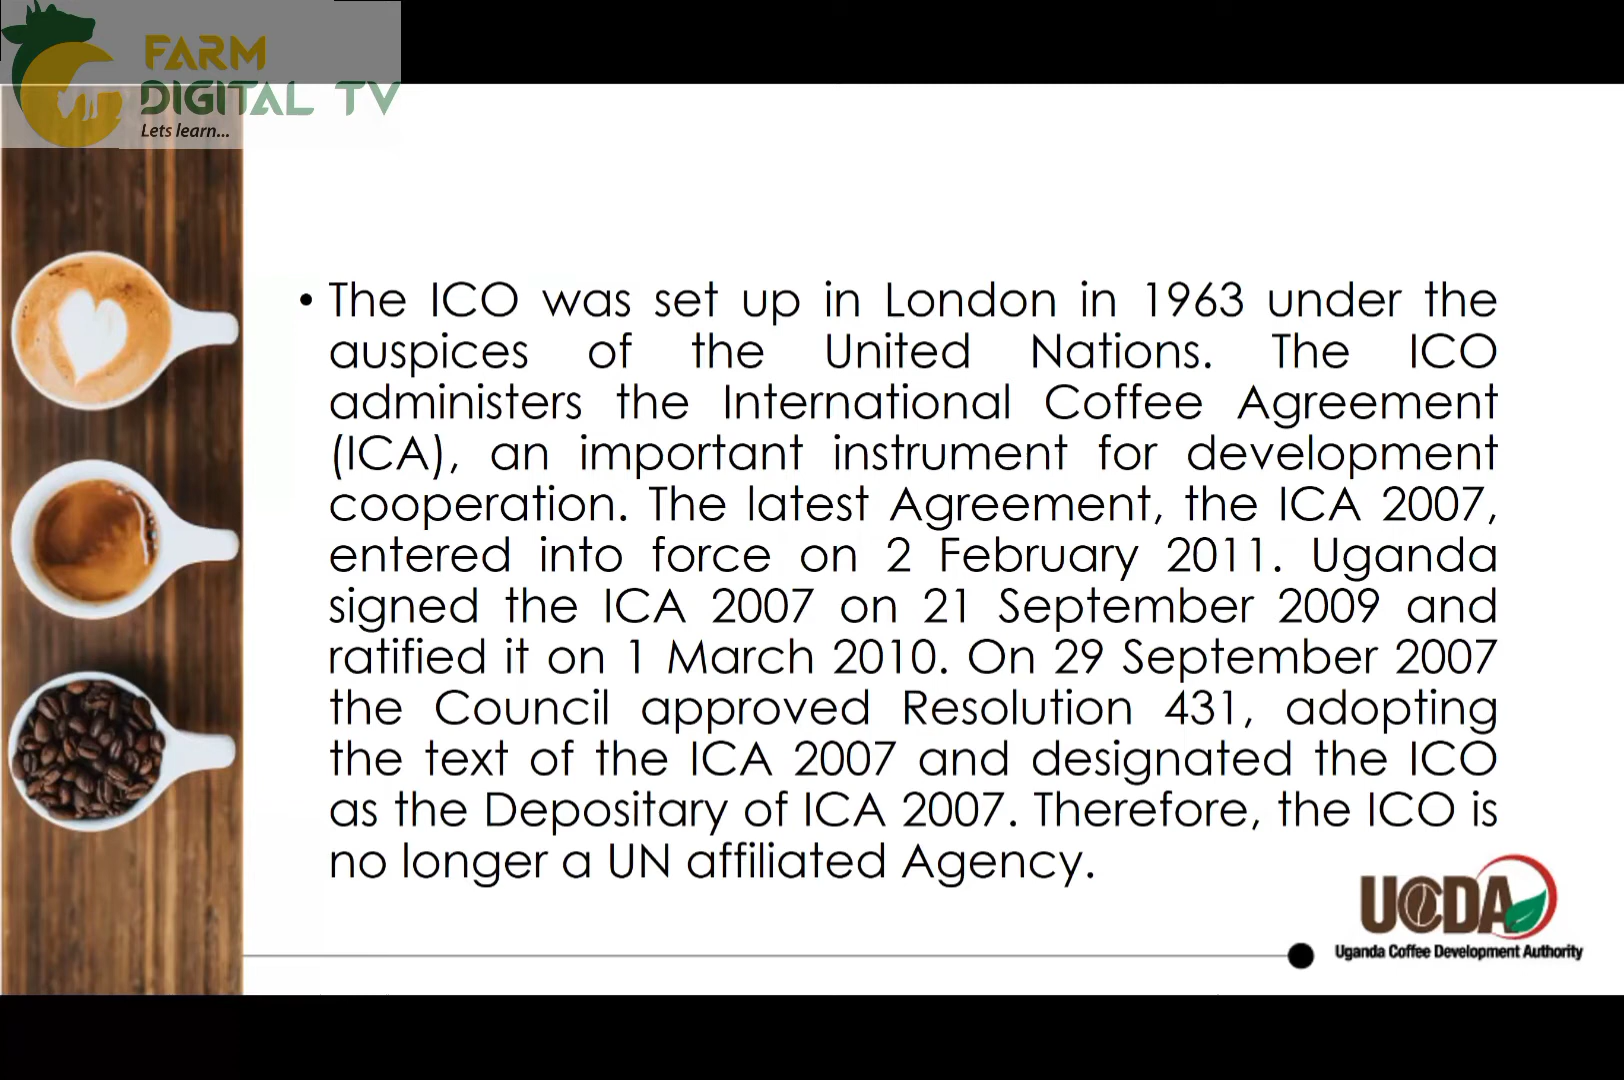 FARM
DIGITAL TV
Lets learn...
• The ICO was set up in London in 1963 under the
auspices of the United Nations. The ICO
administers the International Coffee Agreement
(ICA), an important instrument for development
cooperation. The latest Agreement, the ICA 2007,
entered into force on 2 February 2011. Uganda
signed the ICA 2007 on 21 September 2009 and
ratified it on 1 March 2010. On 29 September 2007
the Council approved Resolution 431, adopting
the text of the ICA 2007 and designated the ICO
as the Depositary of ICA 2007. Therefore, the ICO is
no longer a UN affiliated Agency.
UCDA
Uganda Coffee Development Authority